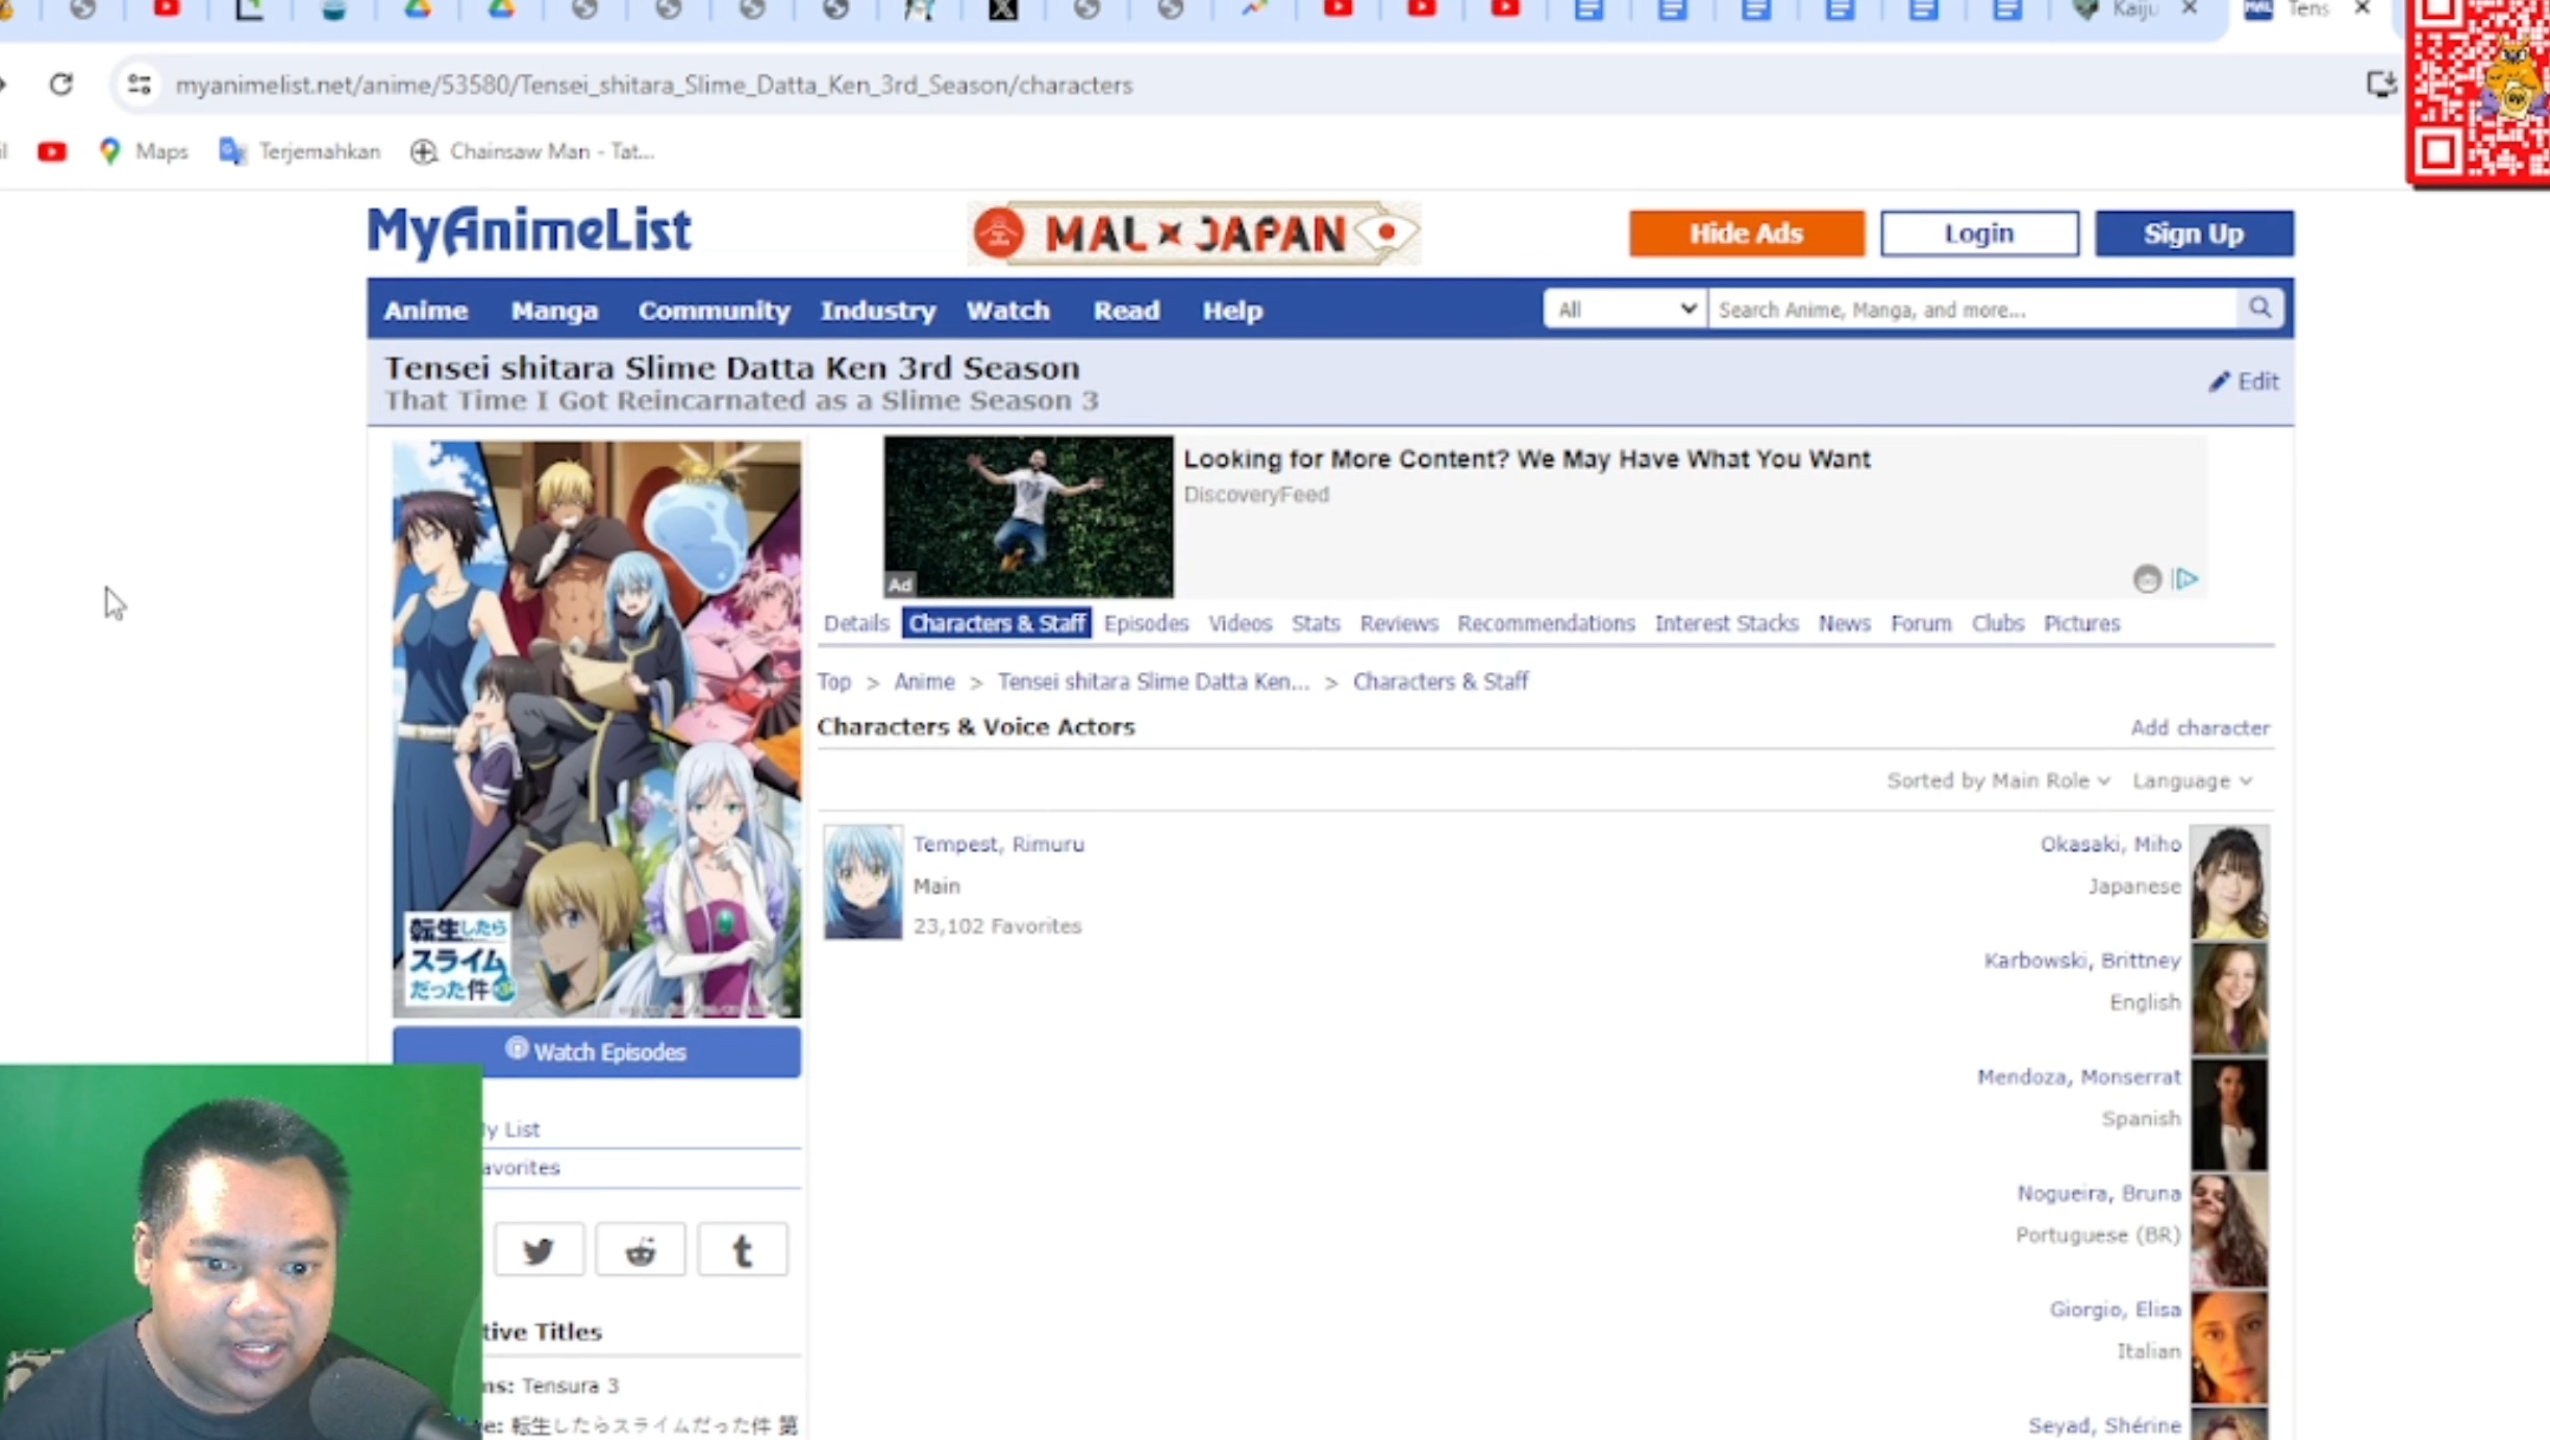 Kaiju
Tens
myanimelist.net/anime/53580/Tensei_shitara_Slime_Datta_Ken_3rd_Season/characters
Maps
Terjemahkan
Chainsaw Man - Tat...
MyAnimeList
MAL x JAPAN
Hide Ads
Login
Sign Up
Anime Manga Community Industry Watch Read Help
All
Search Anime, Manga, and more...
Tensei shitara Slime Datta Ken 3rd Season
That Time I Got Reincarnated as a Slime Season 3
Edit
Looking for More Content? We May Have What You Want
DiscoveryFeed
Ad
Details Characters & Staff Episodes Videos Stats Reviews Recommendations Interest Stacks News Forum Clubs Pictures
Top > Anime > Tensei shitara Slime Datta Ken... > Characters & Staff
Characters & Voice Actors
Add character
Sorted by Main Role
Language
Tempest, Rimuru
Main
23,102 Favorites
Okasaki, Miho
Japanese
Karbowski, Brittney
English
Mendoza, Monserrat
Spanish
Nogueira, Bruna
Portuguese (BR)
Giorgio, Elisa
Italian
Seyad, Shérine
転生したら
スライム
だった件
Watch Episodes
ly List
avorites
tive Titles
ns: Tensura 3
e: 転生したらスライムだった件 第